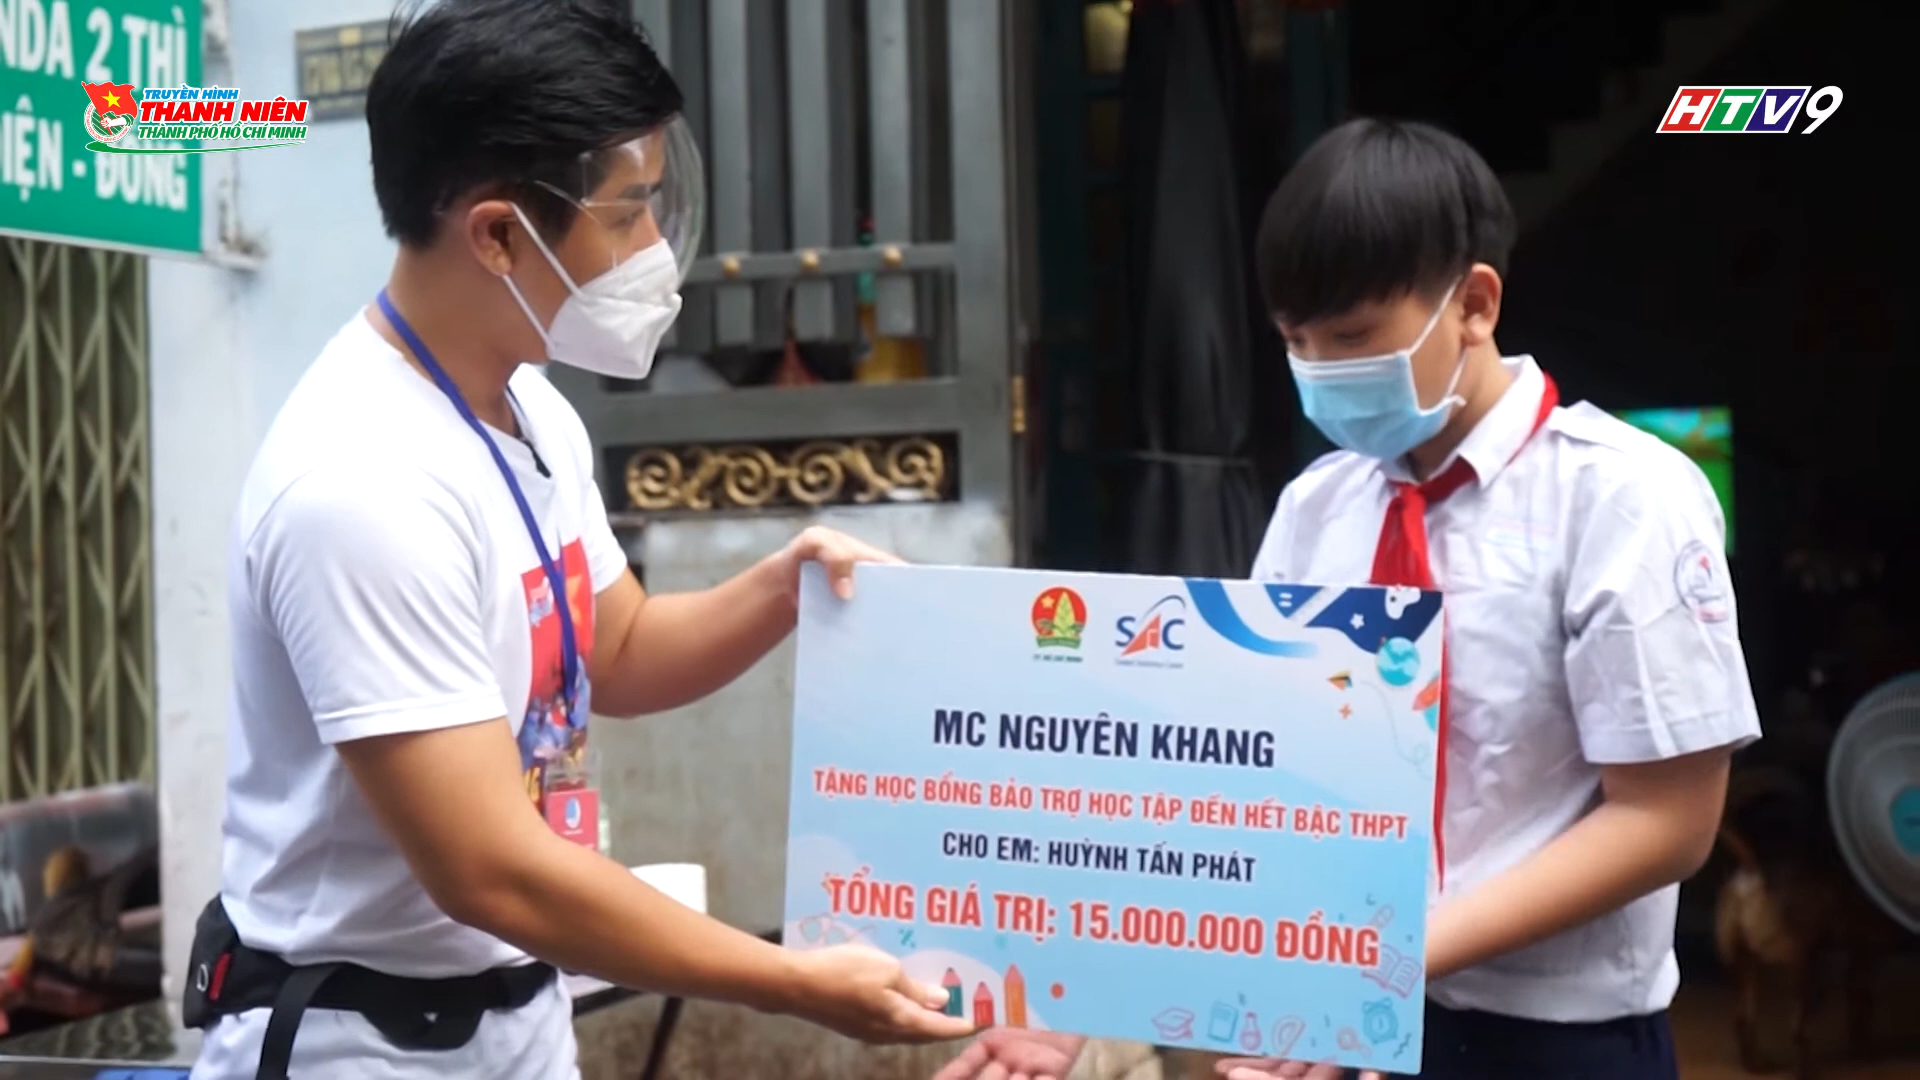 NDA 2 THÌ
IỆN - ĐÔNG
TRUYỀN HÌNH
THANH NIÊN
THÀNH PHỐ HỒ CHÍ MINH
HTV9
SAC
MC NGUYÊN KHANG
TẶNG HỌC BỔNG BẢO TRỢ HỌC TẬP ĐẾN HẾT BẬC THPT
CHO EM: HUỲNH TẤN PHÁT
TỔNG GIÁ TRỊ: 15.000.000 ĐỒNG